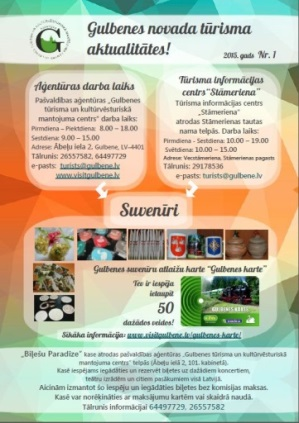 Gulbenes novada tūrisma
aktualitātes!
2015. gads Nr. 1
Aģentūras darba laiks
Pašvaldības aģentūras „Gulbenes
tūrisma un kultūrvēsturiskā
mantojuma centrs" darba laiks:
Pirmdiena - Piektdiena: 8.00 – 18.00
Sestdiena: 9.00 – 15.00
Adrese: Ābeļu iela 2, Gulbene, LV-4401
Tālrunis: 26557582, 64497729
e-pasts: turists@gulbene.lv
www.visitgulbene.lv
Tūrisma informācijas
centrs "Stāmeriena"
Tūrisma informācijas centrs
„Stāmeriena"
atrodas Stāmerienas tautas
nama telpās. Darba laiks:
Pirmdiena - Sestdiena: 10.00 – 19.00
Svētdiena: 10.00 – 15.00
Adrese: Vecstāmeriena, Stāmerienas pagasts
Tālrunis: 29178536
e-pasts: turists@gulbene.lv
Suvenīri
Gulbenes suvenīra atlaižu karte "Gulbenes karte"
Tev ir iespēja
ietaupīt
50
dažādos veidos!
GULBENES KARTE
Sīkāka informācija: www.visitgulbene.lv/gulbenes-karte/
„Biļešu Paradīze" kase atrodas pašvaldības aģentūras „Gulbenes tūrisma un kultūrvēsturiskā
mantojuma centrs" telpās (Ābeļu ielā 2, 101. kabinetā).
Kasē iespējams iegādāties un rezervēt biļetes uz dažādiem koncertiem,
teātru izrādēm un citiem pasākumiem visā Latvijā.
Aicinām izmantot šo iespēju un iegādāties biļetes bez komisijas maksas.
Kasē var norēķināties ar maksājumu kartēm vai skaidrā naudā.
Tālrunis informācijai 64497729, 26557582